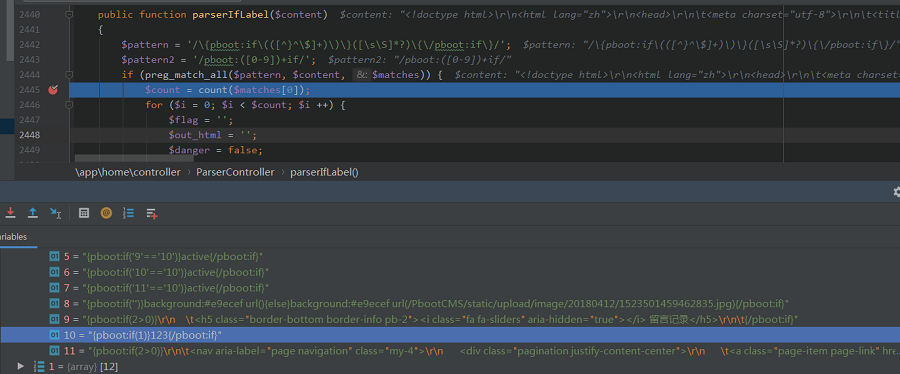 2440 public function parserIfLabel($content) $content: "<!doctype html>\r\n<html lang="zh">\r\n<head>\r\n\t<meta charset="utf-8">\r\n\t<titl
2441 {
2442 $pattern = '/\{pboot:if\(([^}^\$]+)\)\}([\s\S]*?)\{\/pboot:if\}/'; $pattern: "/\{pboot:if\(([^}^\$]+)\)\}([\s\S]*?)\{\/pboot:if\}/"
2443 $pattern2 = '/pboot:([0-9])+if/'; $pattern2: "/pboot:([0-9])+if/"
2444 if (preg_match_all($pattern, $content, &: $matches)) { $content: "<!doctype html>\r\n<html lang="zh">\r\n<head>\r\n\t<meta charse
2445 $count = count($matches[0]);
2446 for ($i = 0; $i < $count; $i ++) {
2447 $flag = '';
2448 $out_html = '';
2449 $danger = false;
\app\home\controller › ParserController › parserIfLabel()
ariables
5 = "{pboot:if('9'=='10')}active{/pboot:if}"
6 = "{pboot:if('10'=='10')}active{/pboot:if}"
7 = "{pboot:if('11'=='10')}active{/pboot:if}"
8 = "{pboot:if('')}background:#e9ecef url(){else}background:#e9ecef url(/PbootCMS/static/upload/image/20180412/1523501459462835.jpg){/pboot:if}"
9 = "{pboot:if(2>0)}\r\n \t<h5 class="border-bottom border-info pb-2"><i class="fa fa-sliders" aria-hidden="true"></i> 留言记录</h5>\r\n\t{/pboot:if}"
10 = "{pboot:if(1)}123{/pboot:if}"
11 = "{pboot:if(2>0)}\r\n\t<nav aria-label="page navigation" class="my-4">\r\n <div class="pagination justify-content-center">\r\n \t<a class="page-item page-link" hre...
1 = {array} [12]